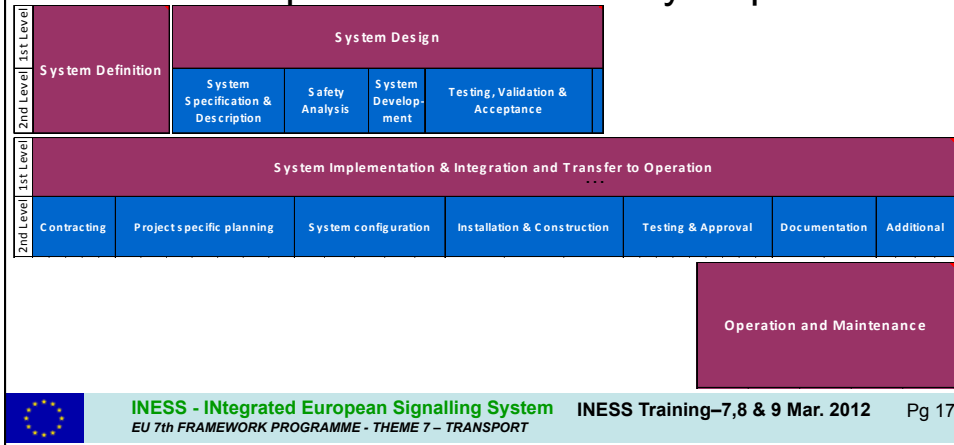 1st Level
2nd Level
System Definition
System Design
System
Specification &
Description
Safety
Analysis
System
Develop-
ment
Testing, Validation &
Acceptance
1st Level
2nd Level
System Implementation & Integration and Transfer to Operation
...
Contracting
Project specific planning
System configuration
Installation & Construction
Testing & Approval
Documentation
Additional
Operation and Maintenance
INESS - INtegrated European Signalling System INESS Training–7,8 & 9 Mar. 2012 Pg 17
EU 7th FRAMEWORK PROGRAMME - THEME 7 – TRANSPORT